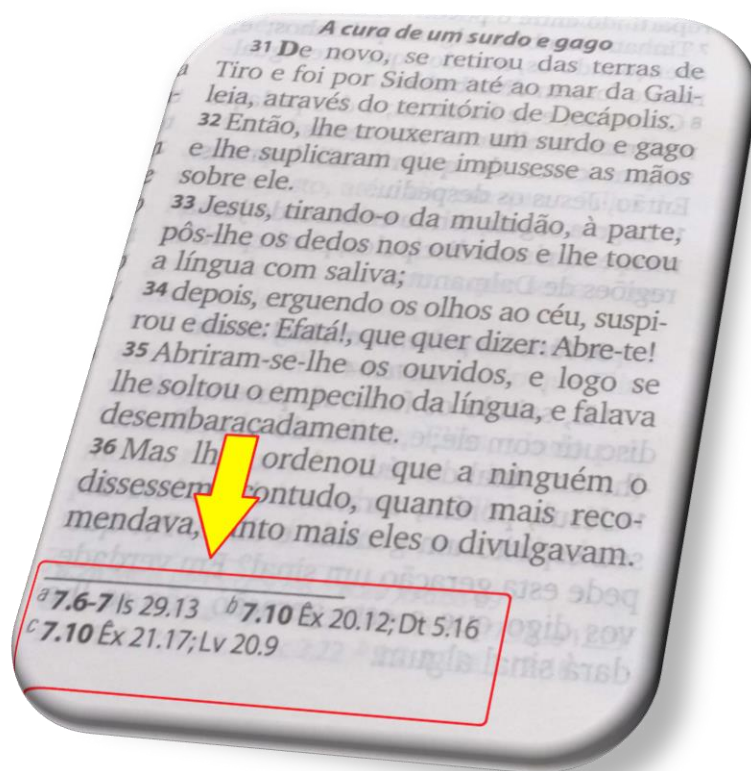 A cura de um surdo e gago
31 De novo, se retirou das terras de
Tiro e foi por Sidom até ao mar da Gali-
leia, através do território de Decápolis.
32 Então, lhe trouxeram um surdo e gago
e lhe suplicaram que impusesse as mãos
sobre ele.
33 Jesus, tirando-o da multidão, à parte,
pôs-lhe os dedos nos ouvidos e lhe tocou
a língua com saliva;
34 depois, erguendo os olhos ao céu, suspi-
rou e disse: Efatá!, que quer dizer: Abre-te!
35 Abriram-se-lhe os ouvidos, e logo se
lhe soltou o empecilho da língua, e falava
desembaraçadamente.
36 Mas ordenou que a ninguém o
dissessem contudo, quanto mais reco-
mendava, tanto mais eles o divulgavam.
a 7.6-7 Is 29.13 b 7.10 Êx 20.12; Dt 5.16
c 7.10 Êx 21.17; Lv 20.9